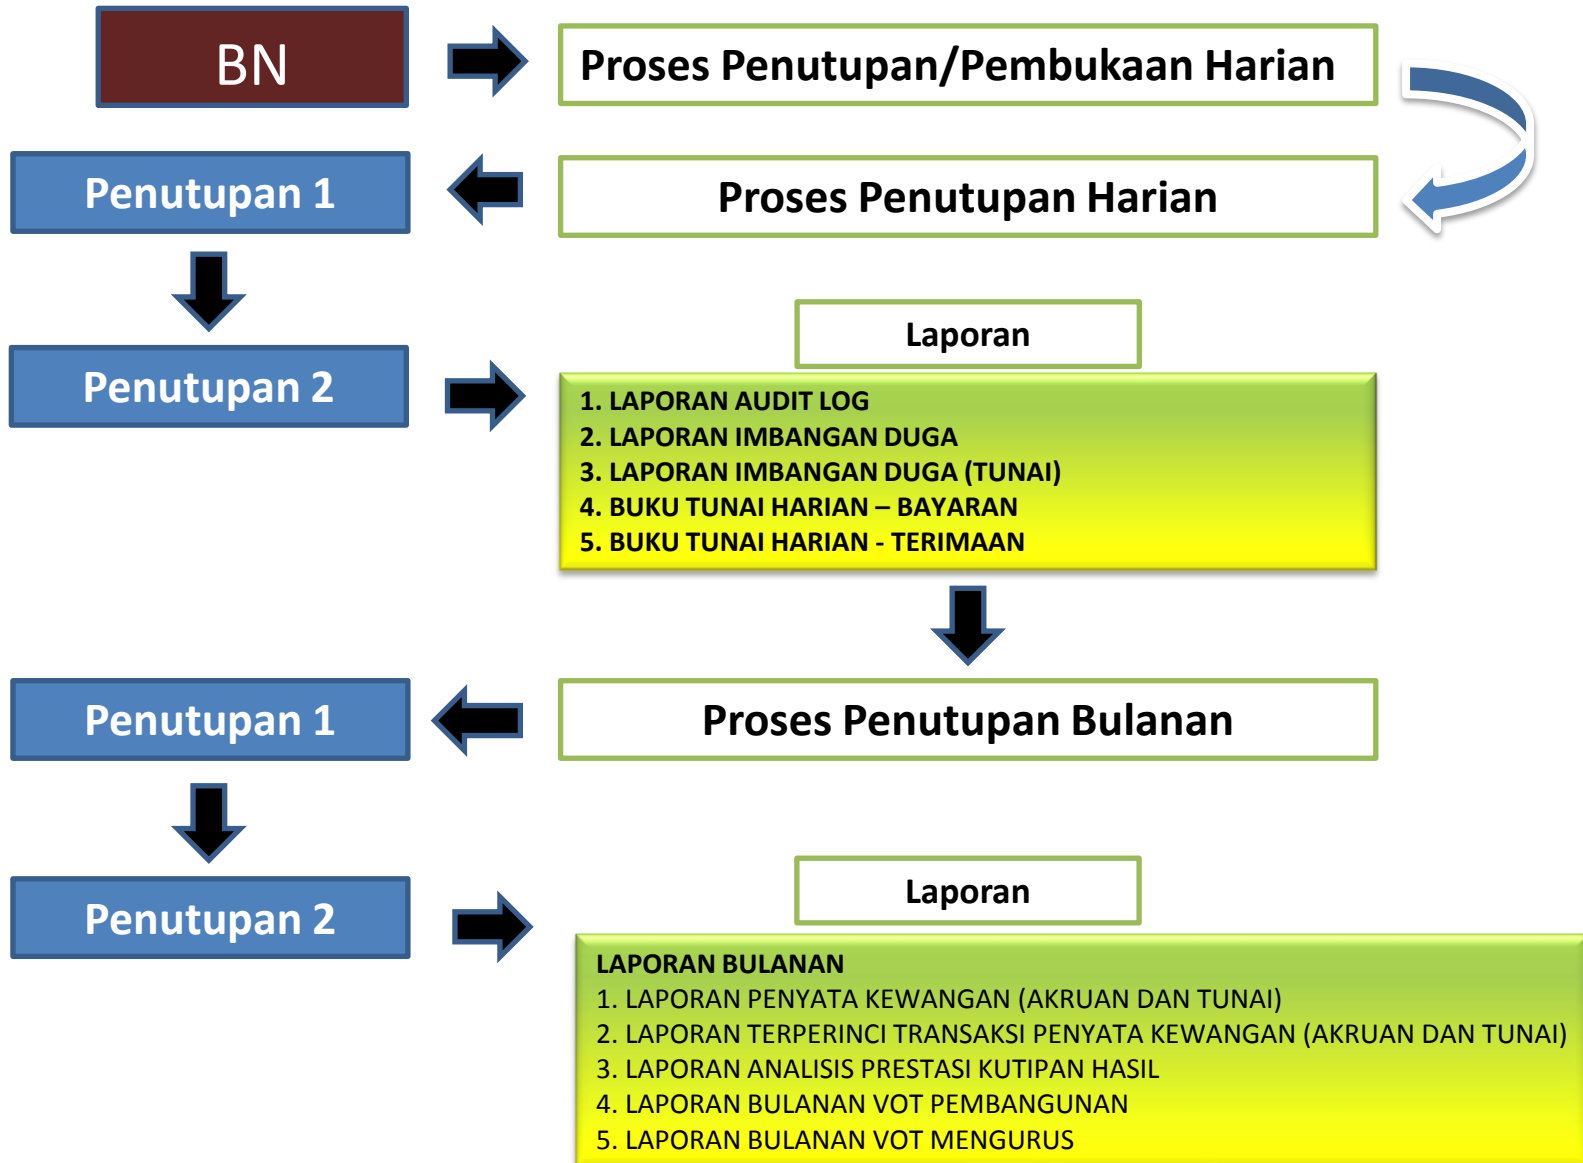 BN
Proses Penutupan/Pembukaan Harian
Penutupan 1
Proses Penutupan Harian
Laporan
Penutupan 2
1. LAPORAN AUDIT LOG
2. LAPORAN IMBANGAN DUGA
3. LAPORAN IMBANGAN DUGA (TUNAI)
4. BUKU TUNAI HARIAN – BAYARAN
5. BUKU TUNAI HARIAN - TERIMAAN
Penutupan 1
Proses Penutupan Bulanan
Laporan
Penutupan 2
LAPORAN BULANAN
1. LAPORAN PENYATA KEWANGAN (AKRUAN DAN TUNAI)
2. LAPORAN TERPERINCI TRANSAKSI PENYATA KEWANGAN (AKRUAN DAN TUNAI)
3. LAPORAN ANALISIS PRESTASI KUTIPAN HASIL
4. LAPORAN BULANAN VOT PEMBANGUNAN
5. LAPORAN BULANAN VOT MENGURUS